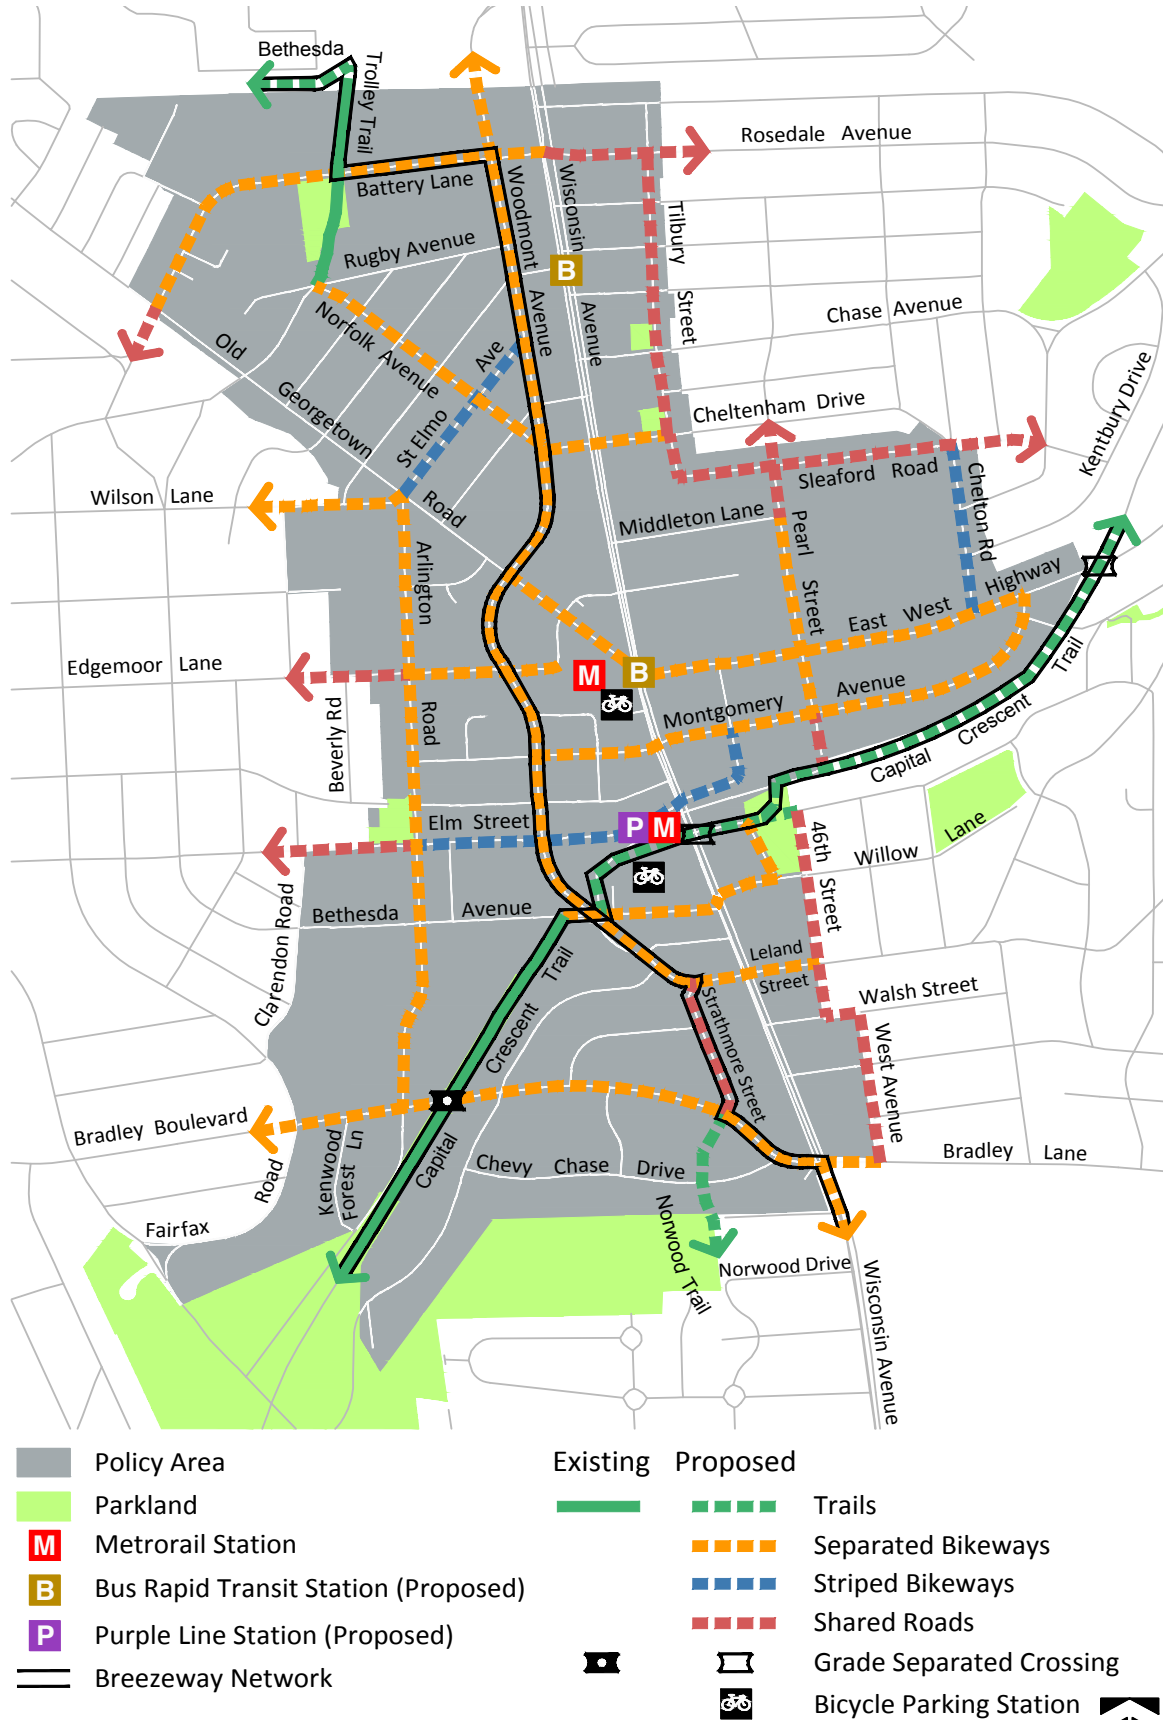 Bethesda
Trolley Trail
Rosedale Avenue
Battery Lane
Woodmont
Avenue
Wisconsin
Avenue
B
Tilbury
Street
Rugby Avenue
Norfolk Avenue
Chase Avenue
Old
Georgetown
Road
St Elmo
Ave
Cheltenham Drive
Kentbury Drive
Sleaford Road
Wilson Lane
Middleton Lane
Pearl
Street
Chelton Rd
Arlington
Road
East West
Highway
Edgemoor Lane
M
B
Beverly Rd
Montgomery
Avenue
Capital
Crescent
Trail
Elm Street
P
M
46th
Street
Lane
Willow
Clarendon Road
Bethesda
Avenue
Leland
Street
Trail
Crescent
Capital
Strathmore Street
Walsh Street
West Avenue
Bradley Boulevard
Bradley Lane
Kenwood
Forest Ln
Road
Chevy Chase Drive
Fairfax
Norwood Trail
Norwood Drive
Wisconsin Avenue
Policy Area
Parkland
M Metrorail Station
B Bus Rapid Transit Station (Proposed)
P Purple Line Station (Proposed)
Breezeway Network
Existing Proposed
Trails
Separated Bikeways
Striped Bikeways
Shared Roads
Grade Separated Crossing
Bicycle Parking Station